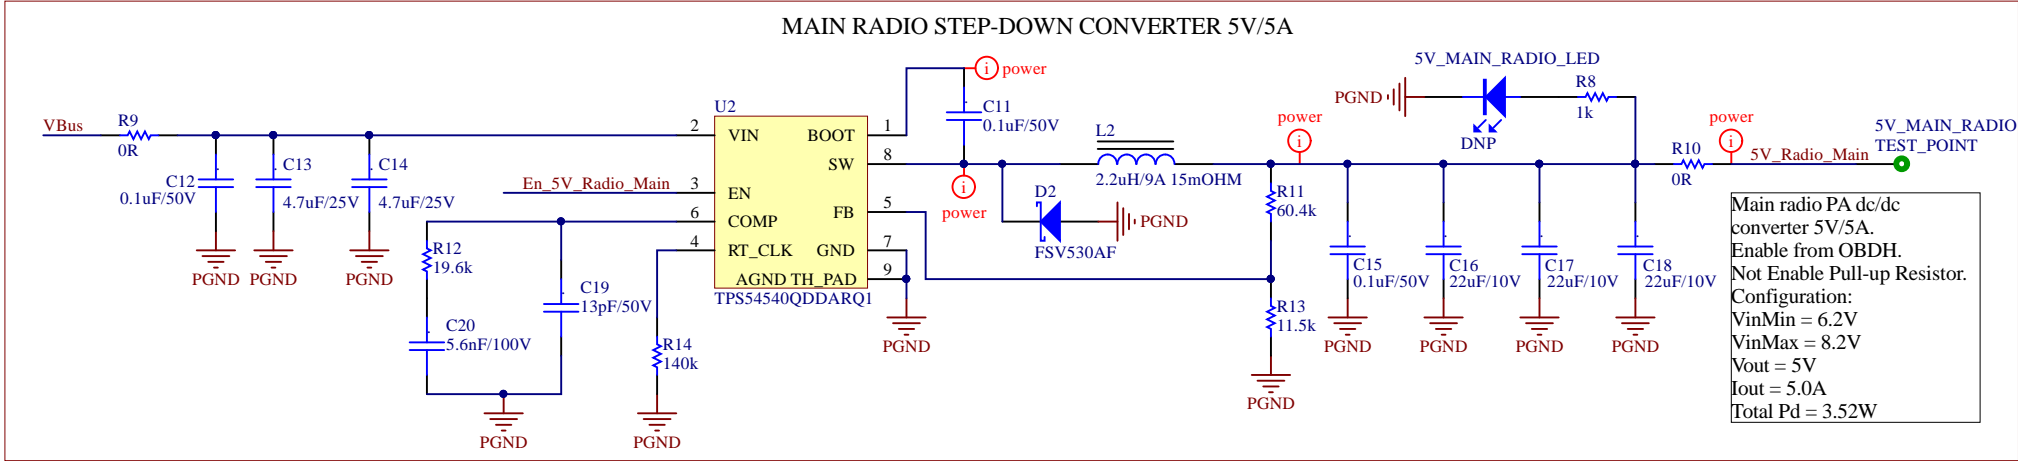 MAIN RADIO STEP-DOWN CONVERTER 5V/5A
VBus
R9
0R
C12
0.1uF/50V
C13
4.7uF/25V
C14
4.7uF/25V
PGND
PGND
PGND
En_5V_Radio_Main
R12
19.6k
C20
5.6nF/100V
C19
13pF/50V
PGND
R14
140k
PGND
U2
2
VIN
3
EN
6
COMP
4
RT_CLK
BOOT
1
SW
8
FB
5
GND
7
AGND TH_PAD
9
TPS54540QDDARQ1
PGND
i
power
C11
0.1uF/50V
i
power
L2
2.2uH/9A 15mOHM
D2
FSV530AF
PGND
power
i
R11
60.4k
R13
11.5k
PGND
5V_MAIN_RADIO_LED
PGND
DNP
R8
1k
C15
0.1uF/50V
PGND
C16
22uF/10V
PGND
C17
22uF/10V
PGND
C18
22uF/10V
PGND
R10
0R
power
i
5V_Radio_Main
5V_MAIN_RADIO
TEST_POINT
Main radio PA dc/dc
converter 5V/5A.
Enable from OBDH.
Not Enable Pull-up Resistor.
Configuration:
VinMin = 6.2V
VinMax = 8.2V
Vout = 5V
Iout = 5.0A
Total Pd = 3.52W